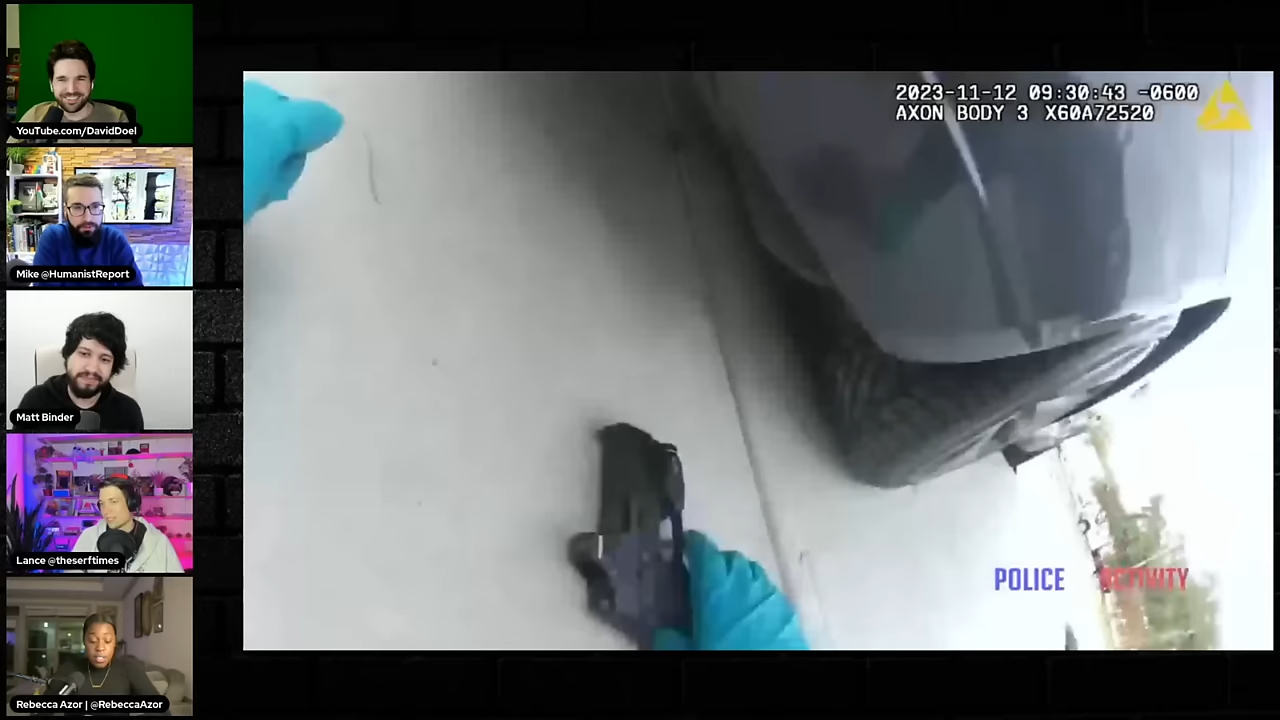 YouTube.com/DavidDoel
Mike @HumanistReport
Matt Binder
Lance @theserftimes
Rebecca Azor | @RebeccaAzor
2023-11-12 09:30:43 -0600
AXON BODY 3 X60A72520
POLICE ACTIVITY